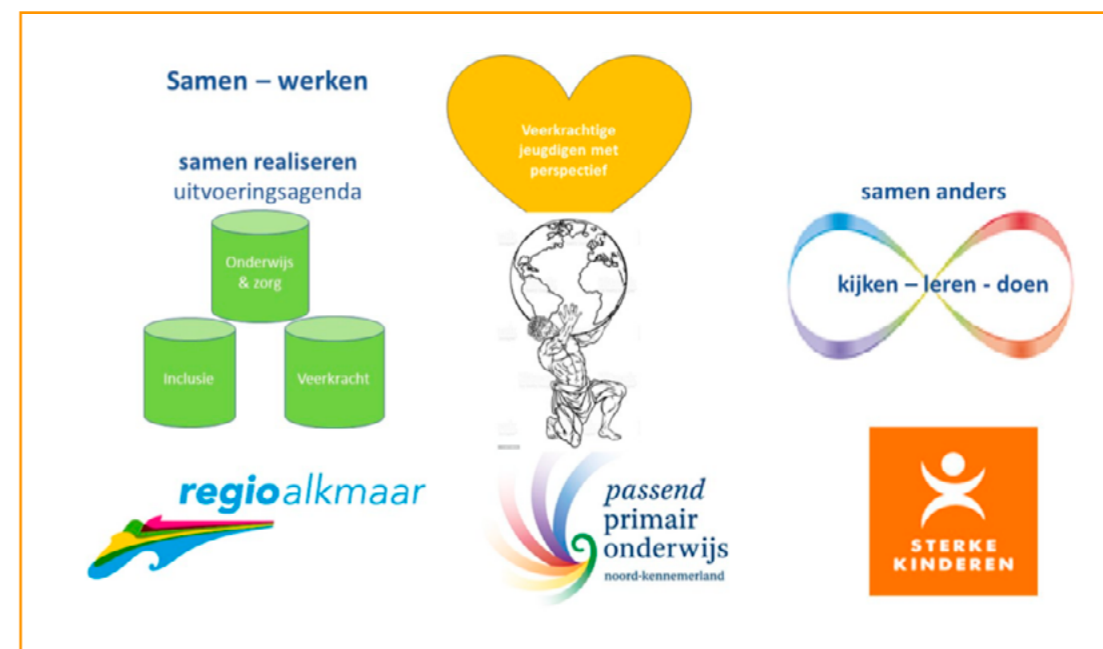 Samen – werken
samen realiseren
uitvoeringsagenda
Onderwijs
& zorg
Inclusie
Veerkracht
Veerkrachtige
jeugdigen met
perspectief
samen anders
kijken – leren - doen
regioalkmaar
passend
primair
onderwijs
noord-kennemerland
STERKE
KINDEREN